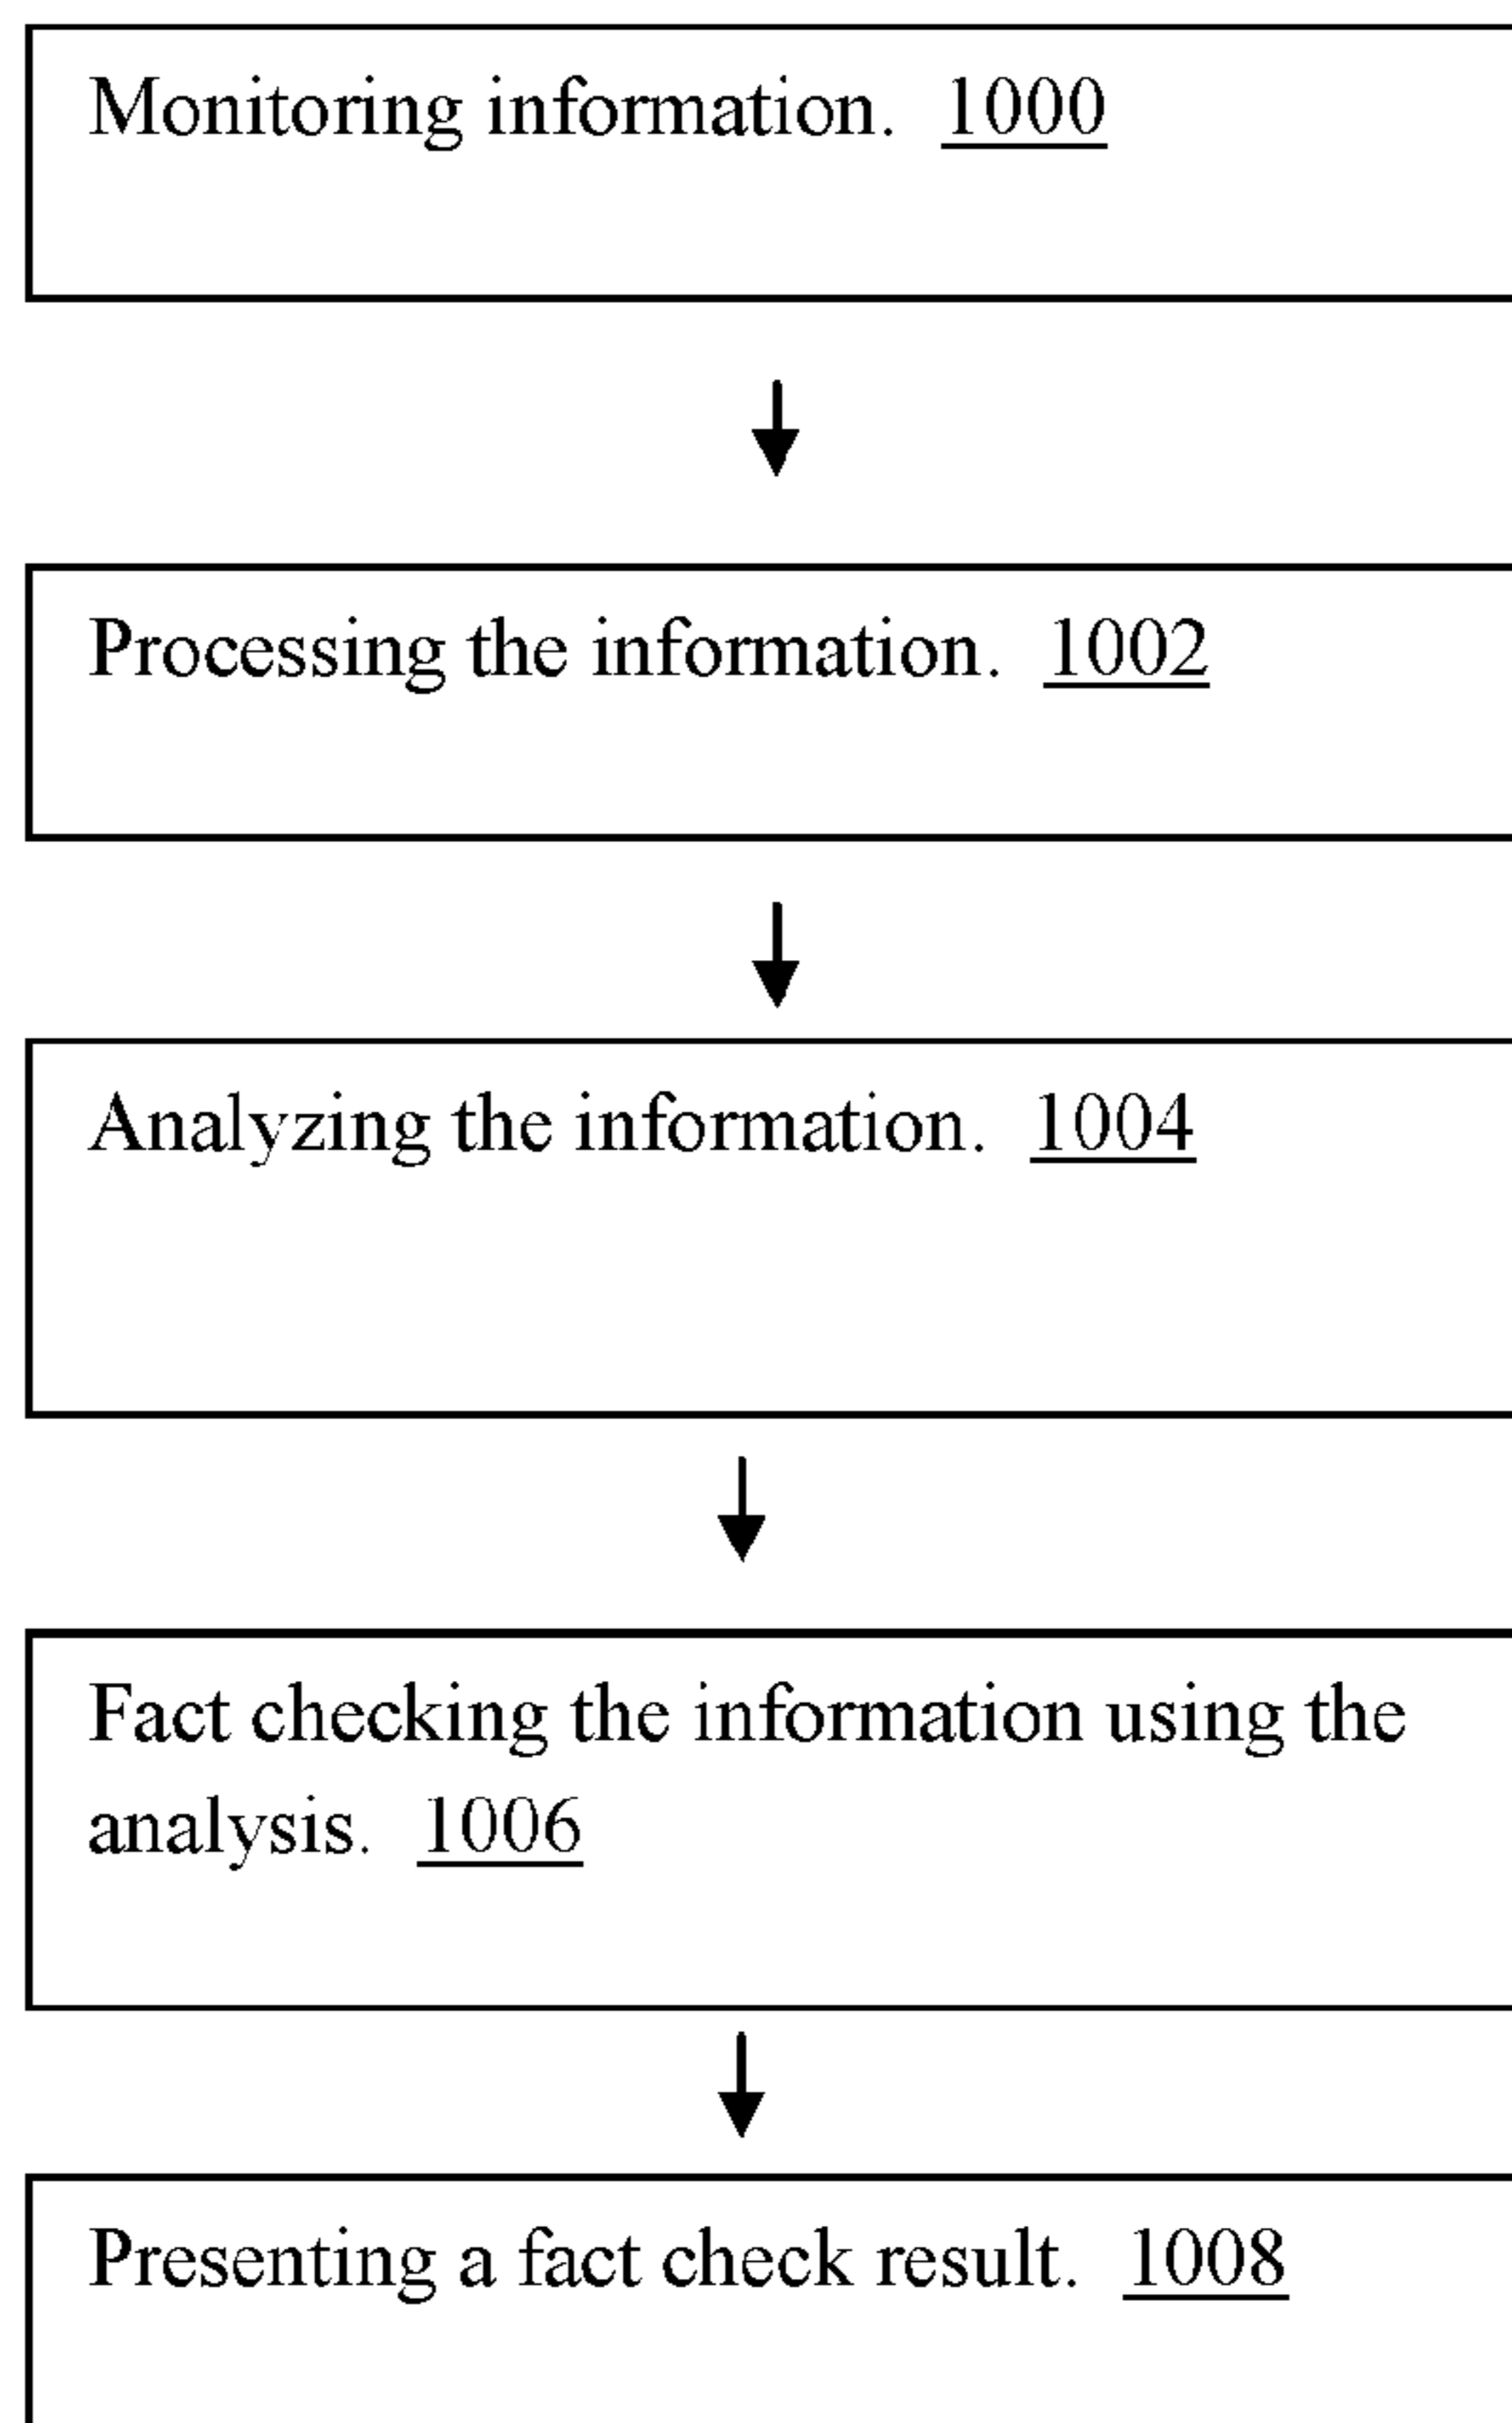 Monitoring information. 1000
Processing the information. 1002
Analyzing the information. 1004
Fact checking the information using the
analysis. 1006
Presenting a fact check result. 1008